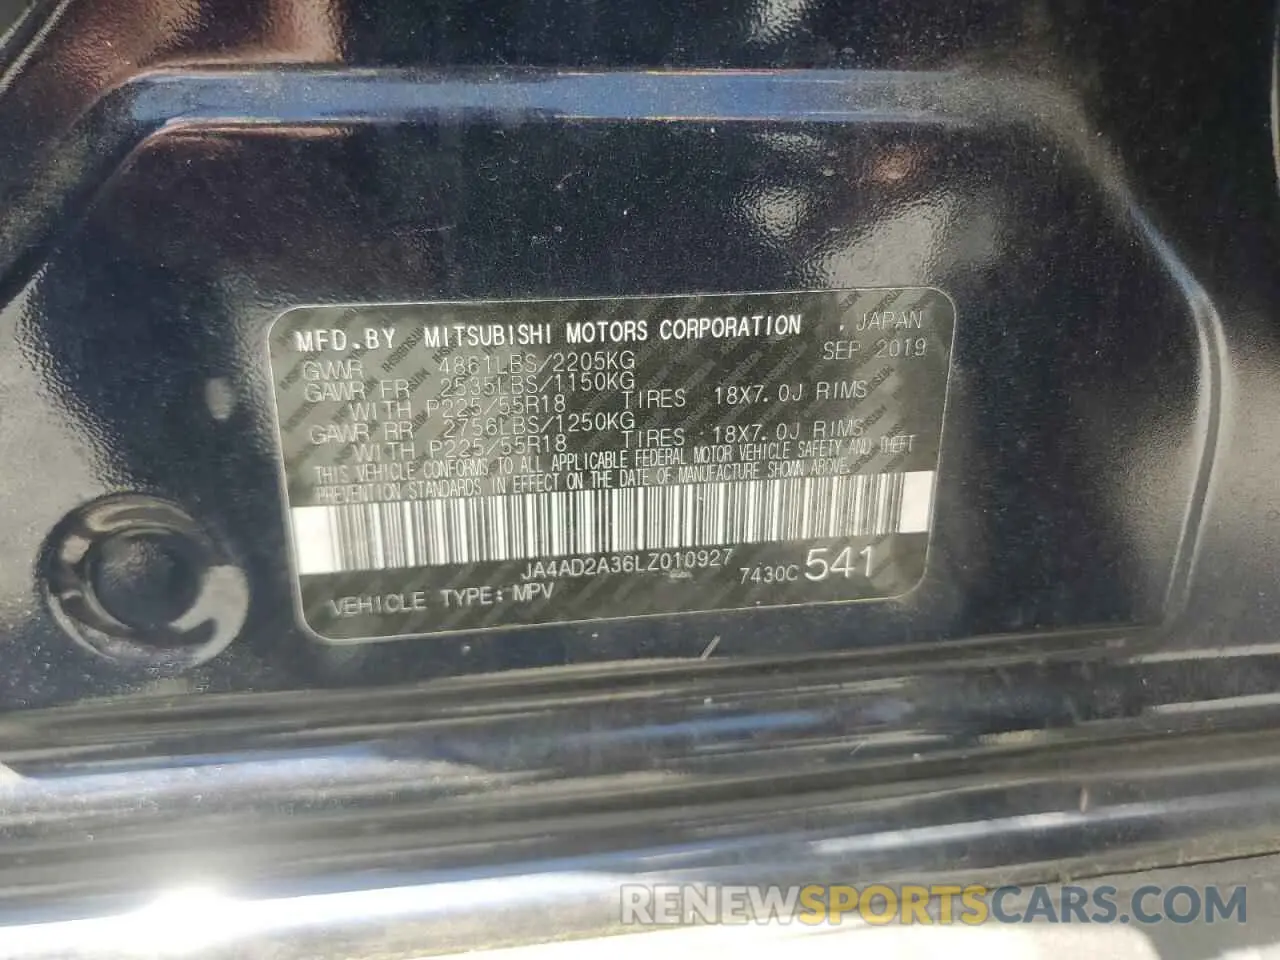 MFD.BY MITSUBISHI MOTORS CORPORATION . JAPAN
GVWR 4861LBS/2205KG SEP 2019
GAWR FR 2535LBS/1150KG
WITH P225/55R18 TIRES 18X7.0J RIMS
GAWR RR 2756LBS/1250KG
WITH P225/55R18 TIRES 18X7.0J RIMS
THIS VEHICLE CONFORMS TO ALL APPLICABLE FEDERAL MOTOR VEHICLE SAFETY AND THEFT
PREVENTION STANDARDS IN EFFECT ON THE DATE OF MANUFACTURE SHOWN ABOVE.
JA4AD2A36LZ010927 7430C 541
VEHICLE TYPE: MPV
RENEWSPORTSCARS.COM